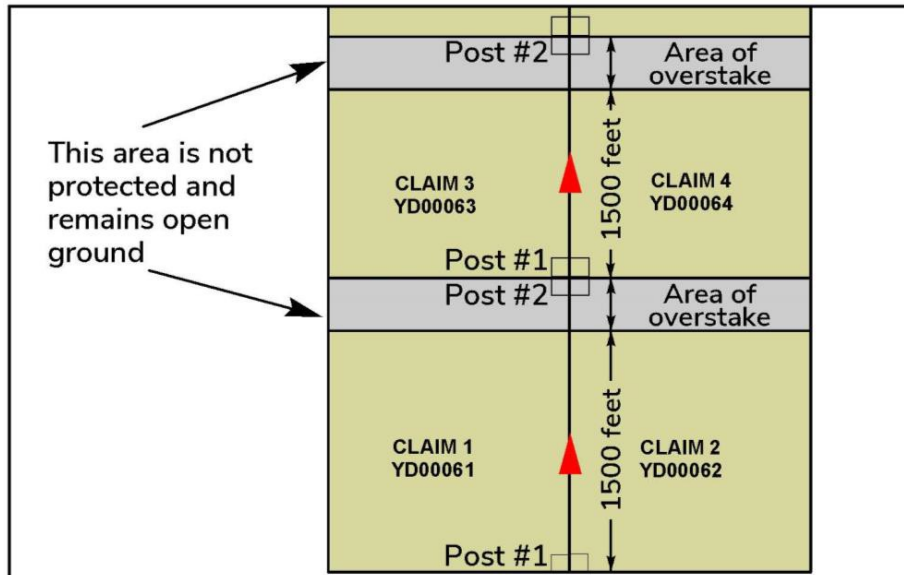 Post #2
Area of
overstake
This area is not
protected and
remains open
ground
CLAIM 3
YD00063
1500 feet
CLAIM 4
YD00064
Post #1
Post #2
Area of
overstake
CLAIM 1
YD00061
1500 feet
CLAIM 2
YD00062
Post #1